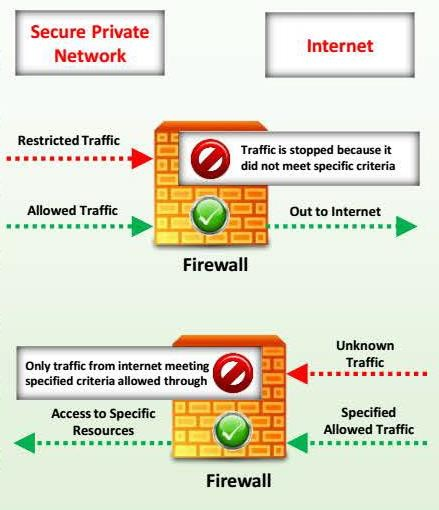 Secure Private
Network
Internet
Restricted Traffic
Traffic is stopped because it
did not meet specific criteria
Allowed Traffic
Out to Internet
Firewall
Unknown
Traffic
Only traffic from internet meeting
specified criteria allowed through
Access to Specific
Resources
Specified
Allowed Traffic
Firewall